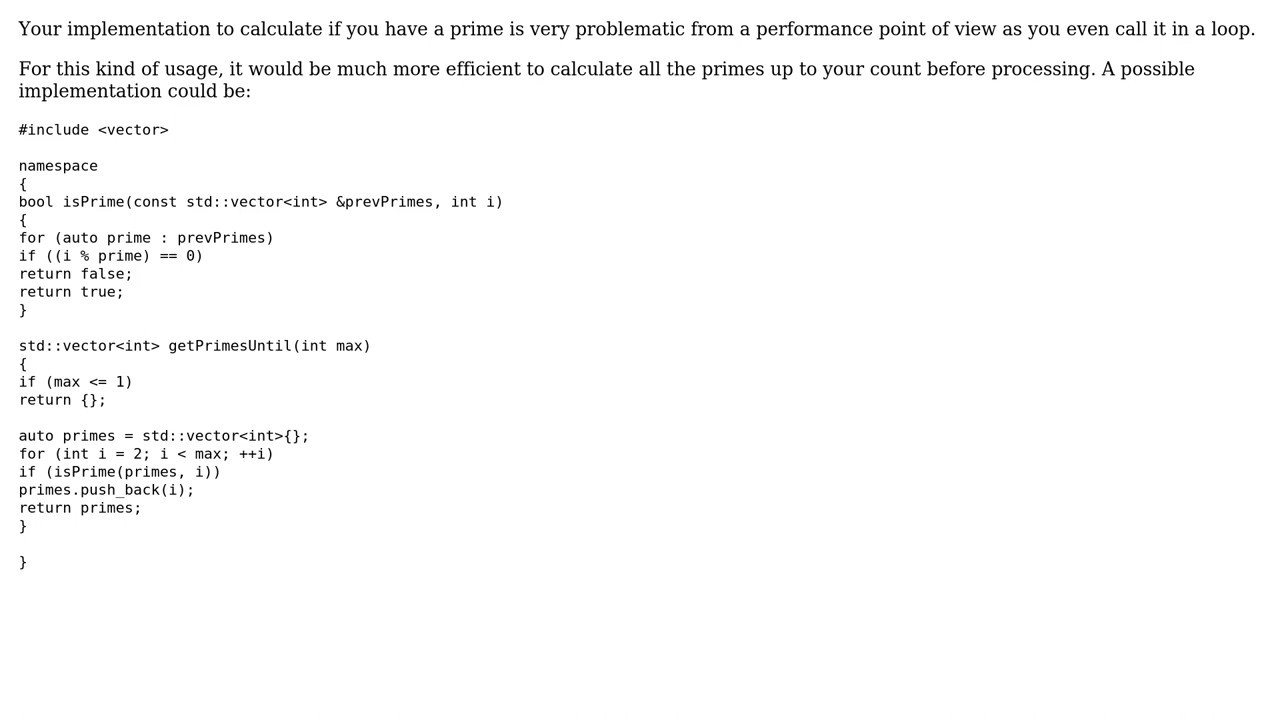 Your implementation to calculate if you have a prime is very problematic from a performance point of view as you even call it in a loop.
For this kind of usage, it would be much more efficient to calculate all the primes up to your count before processing. A possible
implementation could be:
#include <vector>
namespace
{
bool isPrime(const std::vector<int> &prevPrimes, int i)
{
for (auto prime : prevPrimes)
if ((i % prime) == 0)
return false;
return true;
}
std::vector<int> getPrimesUntil(int max)
{
if (max <= 1)
return {};
auto primes = std::vector<int>{};
for (int i = 2; i < max; ++i)
if (isPrime(primes, i))
primes.push_back(i);
return primes;
}
}